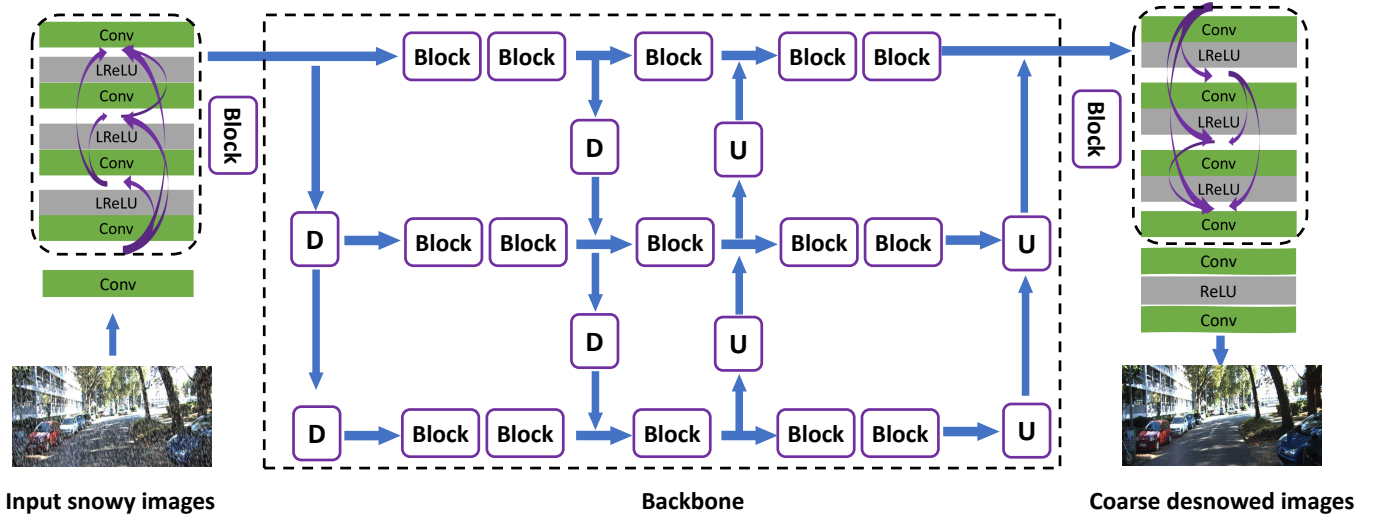 Conv
LReLU
Conv
LReLU
Conv
LReLU
Conv
Conv
Block
Input snowy images
Block Block Block Block Block
D U
D Block Block Block Block Block U
D U
D Block Block Block Block Block U
Backbone
Block
Conv
LReLU
Conv
LReLU
Conv
LReLU
Conv
Conv
ReLU
Conv
Coarse desnowed images